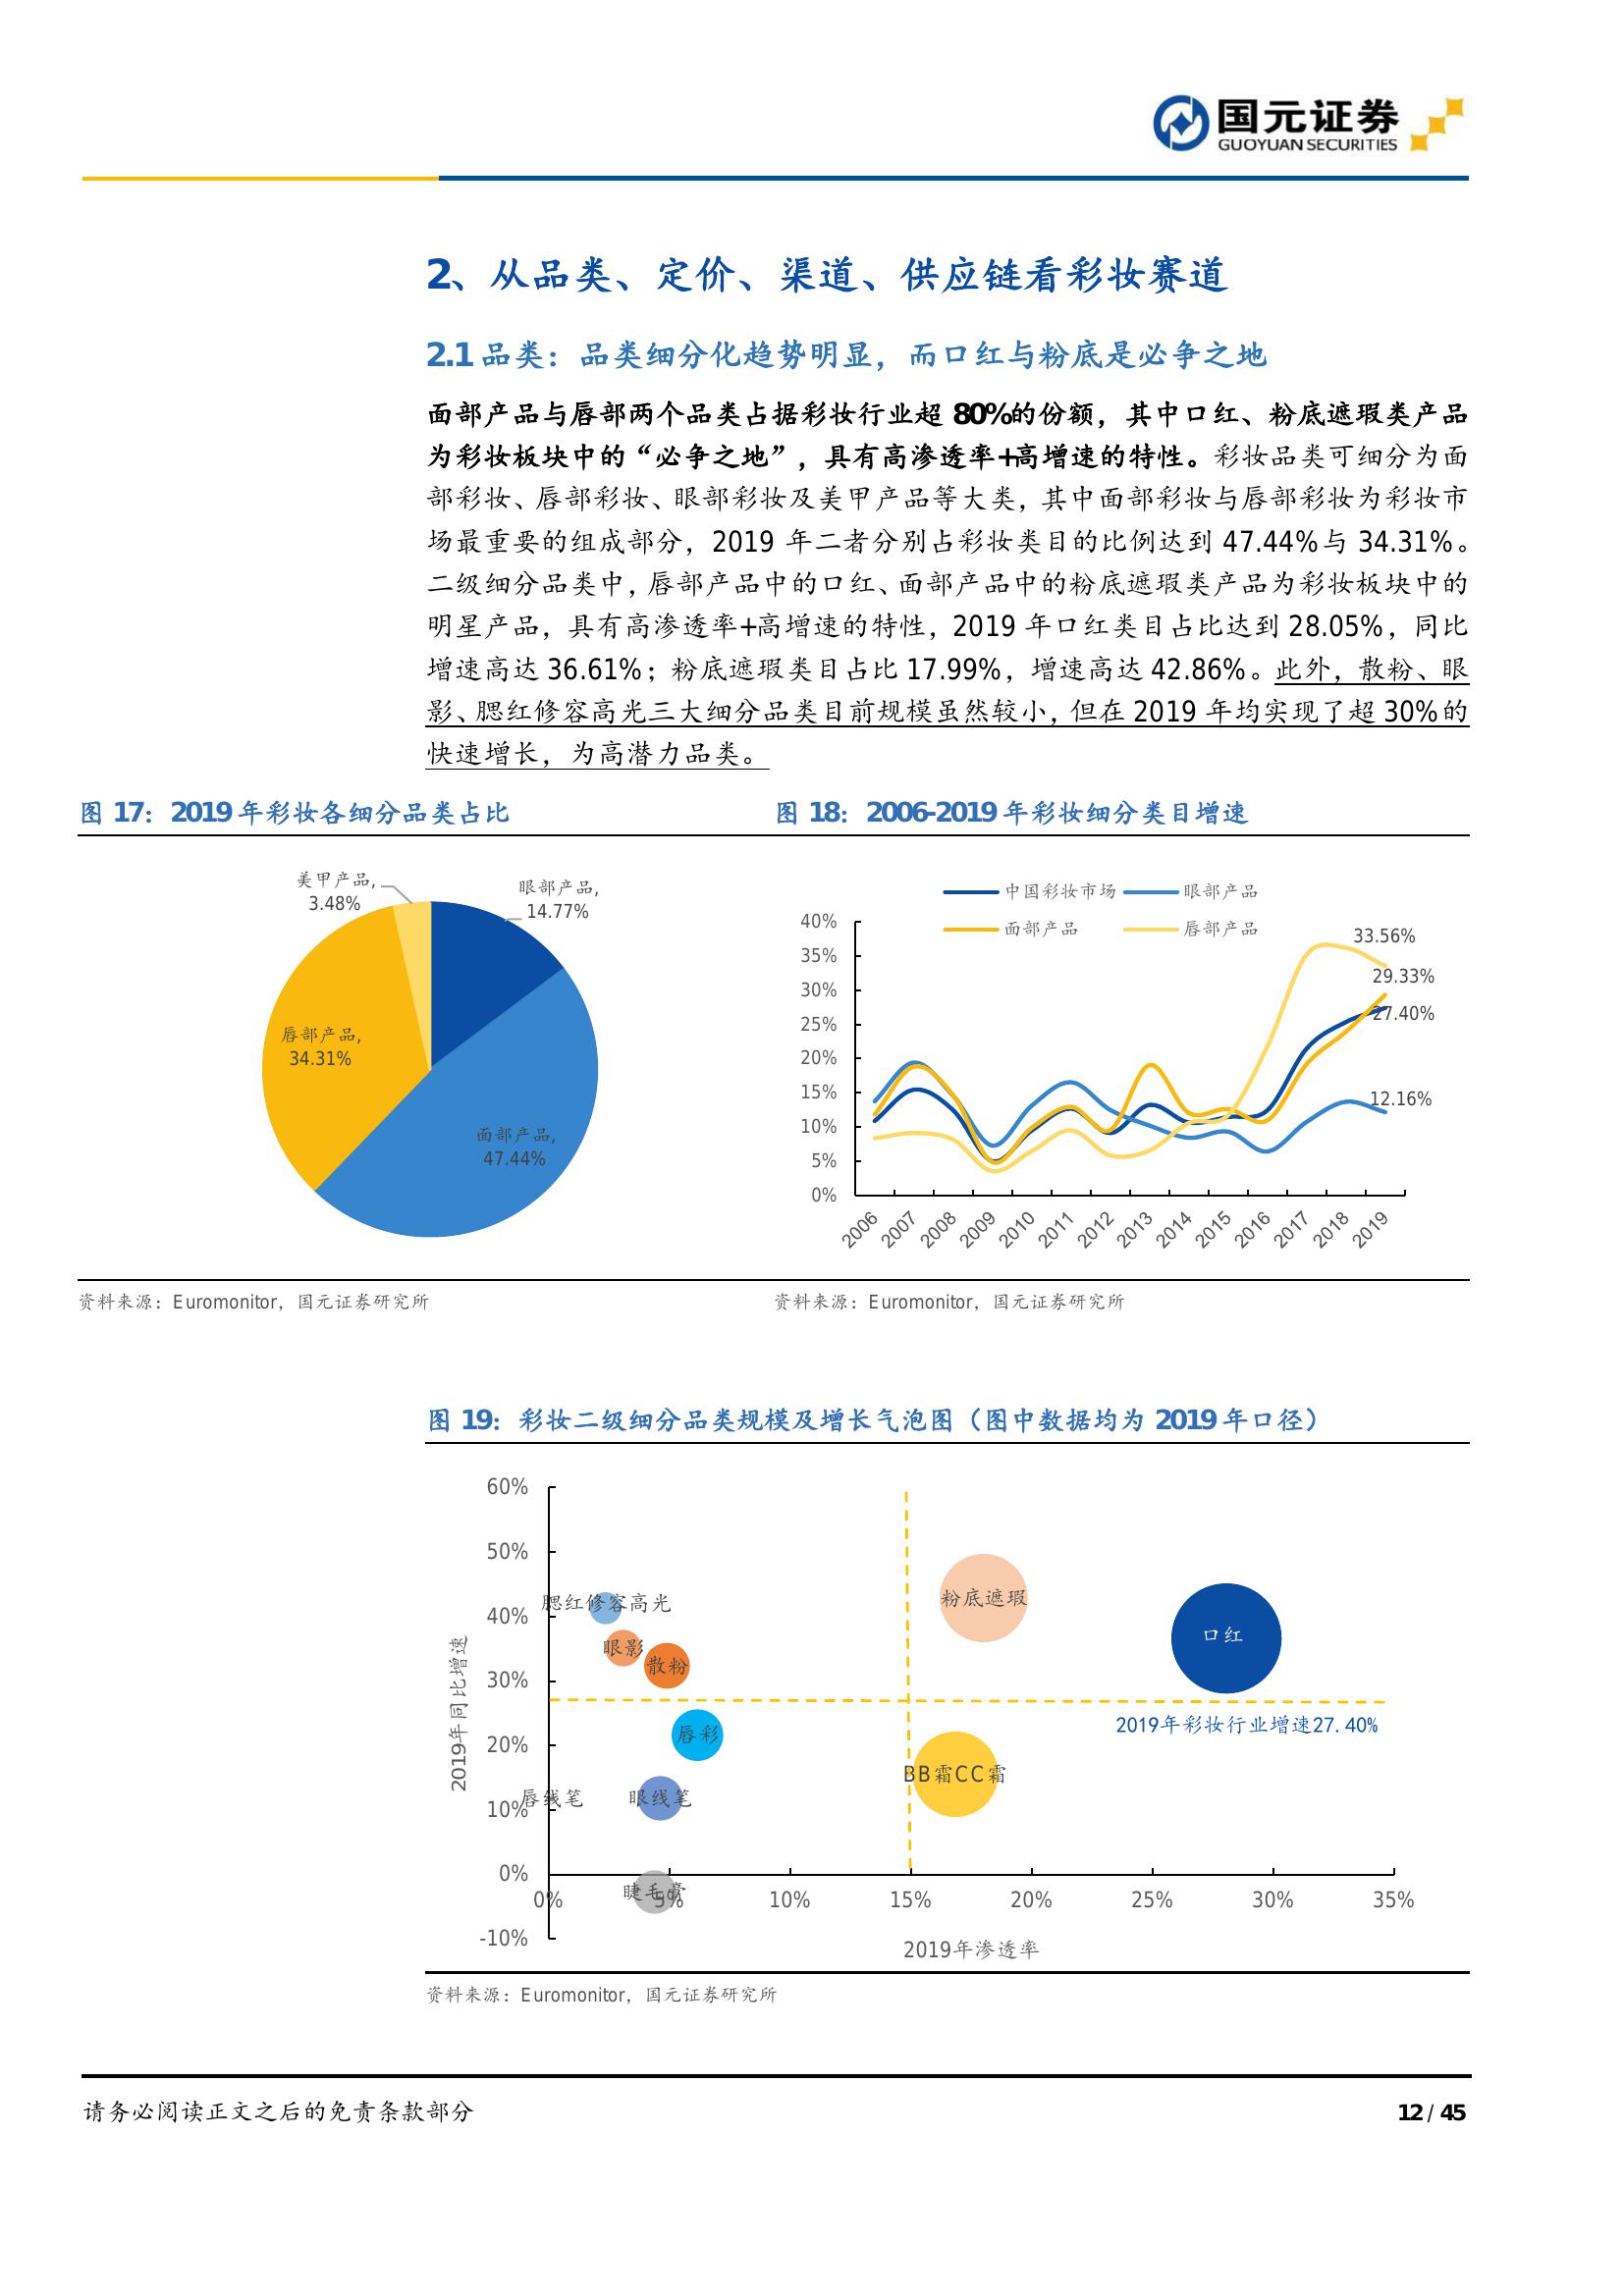 国元证券
GUOYUAN SECURITIES
2、从品类、定价、渠道、供应链看彩妆赛道
2.1 品类：品类细分化趋势明显，而口红与粉底是必争之地
面部产品与唇部两个品类占据彩妆行业超 80%的份额，其中口红、粉底遮瑕类产品
为彩妆板块中的“必争之地”，具有高渗透率+高增速的特性。彩妆品类可细分为面
部彩妆、唇部彩妆、眼部彩妆及美甲产品等大类，其中面部彩妆与唇部彩妆为彩妆市
场最重要的组成部分，2019 年二者分别占彩妆类目的比例达到 47.44%与 34.31%。
二级细分品类中，唇部产品中的口红、面部产品中的粉底遮瑕类产品为彩妆板块中的
明星产品，具有高渗透率+高增速的特性，2019 年口红类目占比达到 28.05%，同比
增速高达 36.61%；粉底遮瑕类目占比 17.99%，增速高达 42.86%。此外，散粉、眼
影、腮红修容高光三大细分品类目前规模虽然较小，但在 2019 年均实现了超 30%的
快速增长，为高潜力品类。
图 17：2019 年彩妆各细分品类占比
美甲产品,
3.48%
眼部产品,
14.77%
唇部产品,
34.31%
面部产品,
47.44%
资料来源：Euromonitor，国元证券研究所
图 18：2006-2019 年彩妆细分类目增速
中国彩妆市场 眼部产品
面部产品 唇部产品
40%
35%
30%
25%
20%
15%
10%
5%
0%
33.56%
29.33%
27.40%
12.16%
2006 2007 2008 2009 2010 2011 2012 2013 2014 2015 2016 2017 2018 2019
资料来源：Euromonitor，国元证券研究所
图 19：彩妆二级细分品类规模及增长气泡图（图中数据均为 2019 年口径）
2019年同比增速
60%
50%
40%
30%
20%
10%
0%
-10%
粉底遮瑕
腮红修容高光
口红
眼影
散粉
2019年彩妆行业增速27.40%
唇彩
BB霜CC霜
唇线笔
眼线笔
睫毛膏
0% 5% 10% 15% 20% 25% 30% 35%
2019年渗透率
资料来源：Euromonitor，国元证券研究所
请务必阅读正文之后的免责条款部分
12 / 45